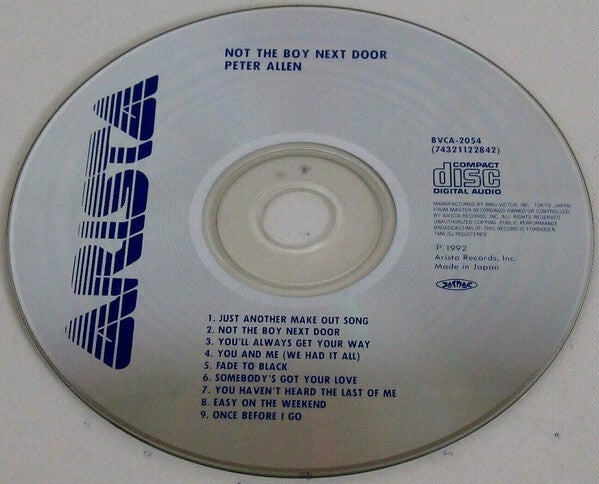 NOT THE BOY NEXT DOOR
PETER ALLEN
ARISTA
BVCA-2054
(74321122842)
COMPACT
disc
DIGITAL AUDIO
MANUFACTURED BY BMG VICTOR, INC. TOKYO, JAPAN.
FROM MASTER RECORDINGS OWNED OR CONTROLLED
BY ARISTA RECORDS, INC. ALL RIGHTS RESERVED.
UNAUTHORIZED COPYING, PUBLIC PERFORMANCE
BROADCASTING OF THIS RECORD IS FORBIDDEN.
TMK (S) REGISTERED
℗ 1992
Arista Records, Inc.
Made in Japan
JASRAC
1. JUST ANOTHER MAKE OUT SONG
2. NOT THE BOY NEXT DOOR
3. YOU'LL ALWAYS GET YOUR WAY
4. YOU AND ME (WE HAD IT ALL)
5. FADE TO BLACK
6. SOMEBODY'S GOT YOUR LOVE
7. YOU HAVEN'T HEARD THE LAST OF ME
8. EASY ON THE WEEKEND
9. ONCE BEFORE I GO